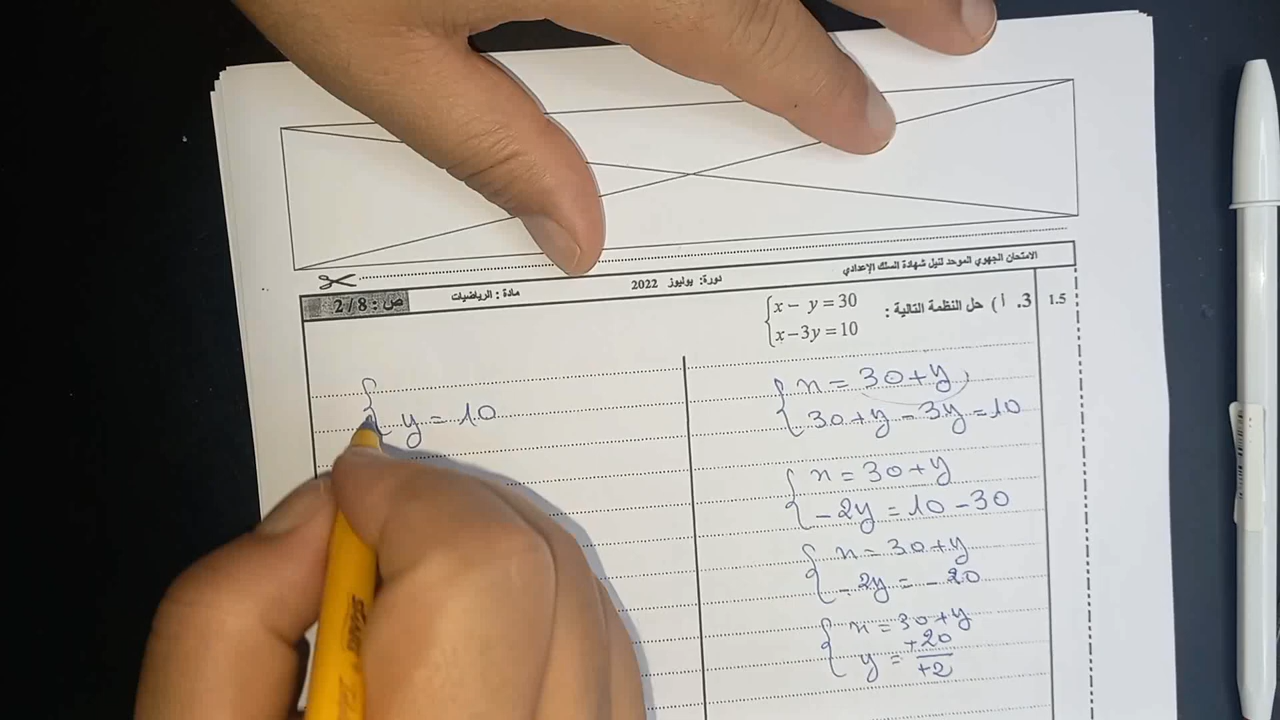 الامتحان الجهوي الموحد لنيل شهادة السلك الإعدادي
دورة: يوليوز 2022
مادة : الرياضيات
ص : 2/8
1.5
3. أ) حل النظمة التالية :
x - y = 30
x - 3y = 10
x = 30 + y
30 + y - 3y = 10
x = 30 + y
- 2y = 10 - 30
x = 30 + y
- 2y = - 20
x = 30 + y
y = +20 / +2
y = 10